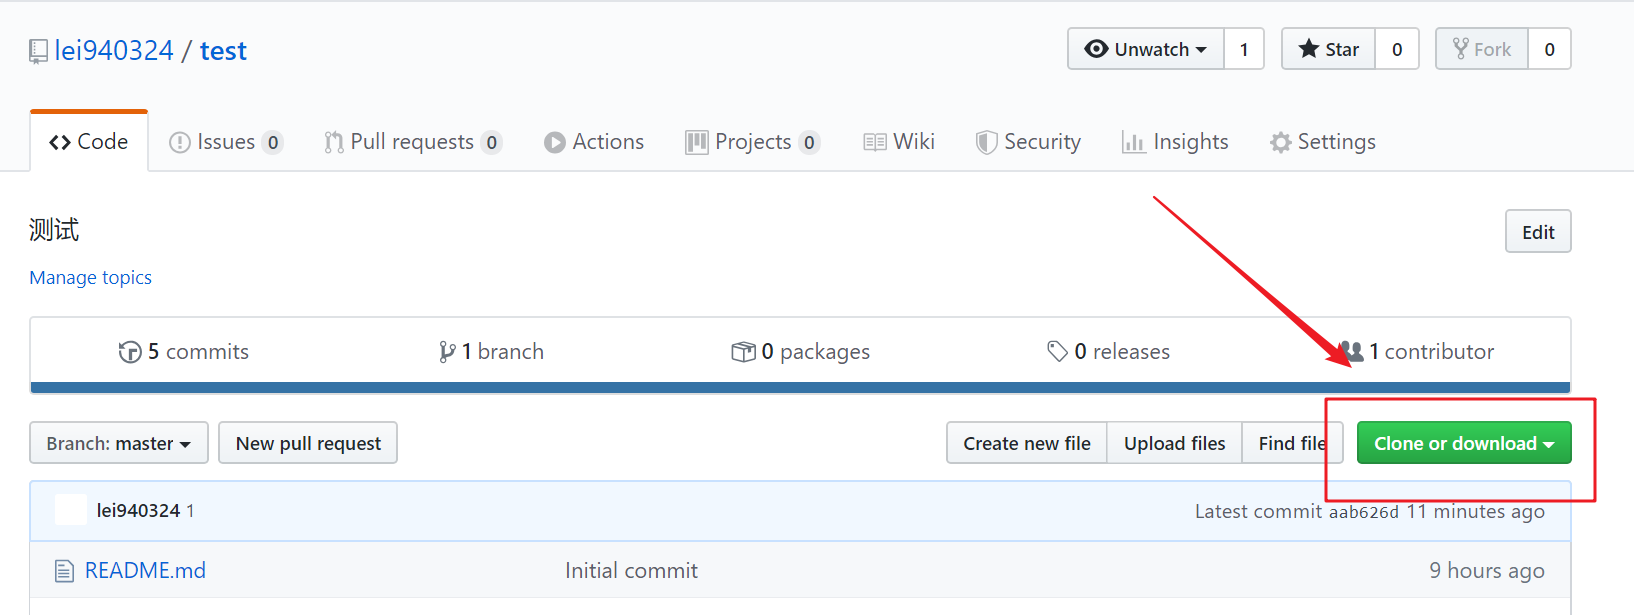 lei940324 / test
Unwatch 1 Star 0 Fork 0
Code Issues 0 Pull requests 0 Actions Projects 0 Wiki Security Insights Settings
测试
Edit
Manage topics
5 commits 1 branch 0 packages 0 releases 1 contributor
Branch: master New pull request Create new file Upload files Find file Clone or download
lei940324 1 Latest commit aab626d 11 minutes ago
README.md Initial commit 9 hours ago